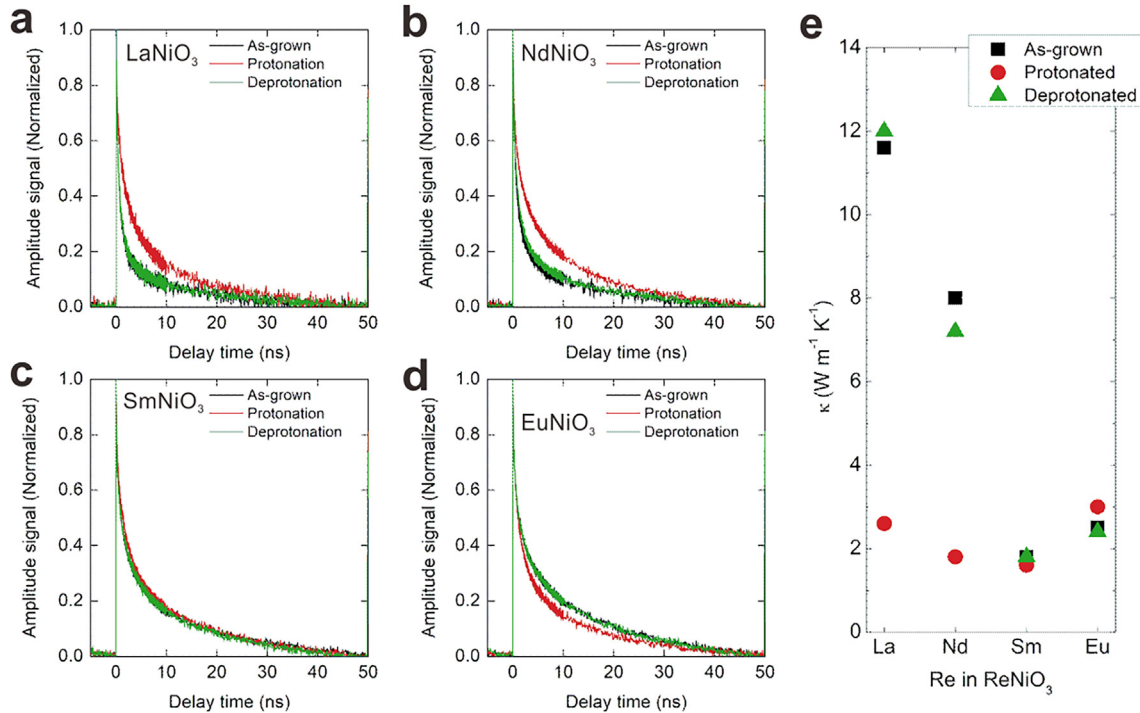 a
LaNiO₃
As-grown
Protonation
Deprotonation
Amplitude signal (Normalized)
1.0
0.8
0.6
0.4
0.2
0.0
0 10 20 30 40 50
Delay time (ns)
b
NdNiO₃
As-grown
Protonation
Deprotonation
Amplitude signal (Normalized)
1.0
0.8
0.6
0.4
0.2
0.0
0 10 20 30 40 50
Delay time (ns)
c
SmNiO₃
As-grown
Protonation
Deprotonation
Amplitude signal (Normalized)
1.0
0.8
0.6
0.4
0.2
0.0
0 10 20 30 40 50
Delay time (ns)
d
EuNiO₃
As-grown
Protonation
Deprotonation
Amplitude signal (Normalized)
1.0
0.8
0.6
0.4
0.2
0.0
0 10 20 30 40 50
Delay time (ns)
e
As-grown
Protonated
Deprotonated
κ (W m⁻¹ K⁻¹)
14
12
10
8
6
4
2
0
La Nd Sm Eu
Re in ReNiO₃